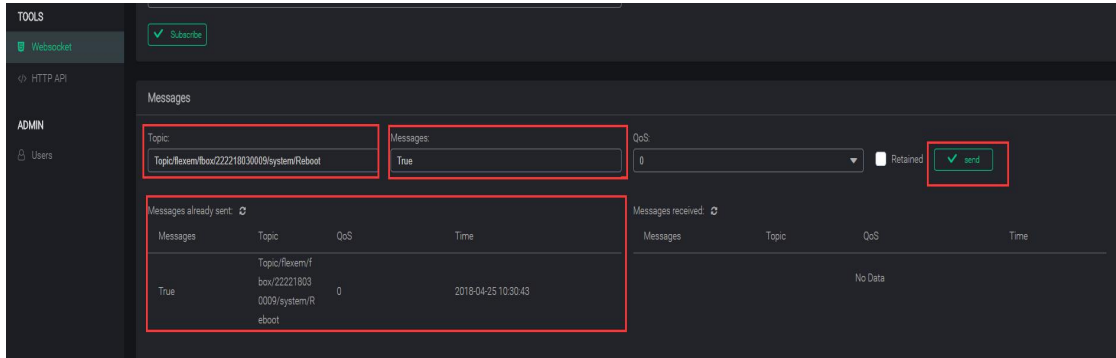 TOOLS
Websocket
</> HTTP API
ADMIN
Users
Subscribe
Messages
Topic:
Topic/flexem/fbox/222218030009/system/Reboot
Messages:
True
QoS:
0
Retained
send
Messages already sent:
Messages Topic QoS Time
True
Topic/flexem/f
box/22221803
0009/system/R
eboot
0
2018-04-25 10:30:43
Messages received:
Messages Topic QoS Time
No Data